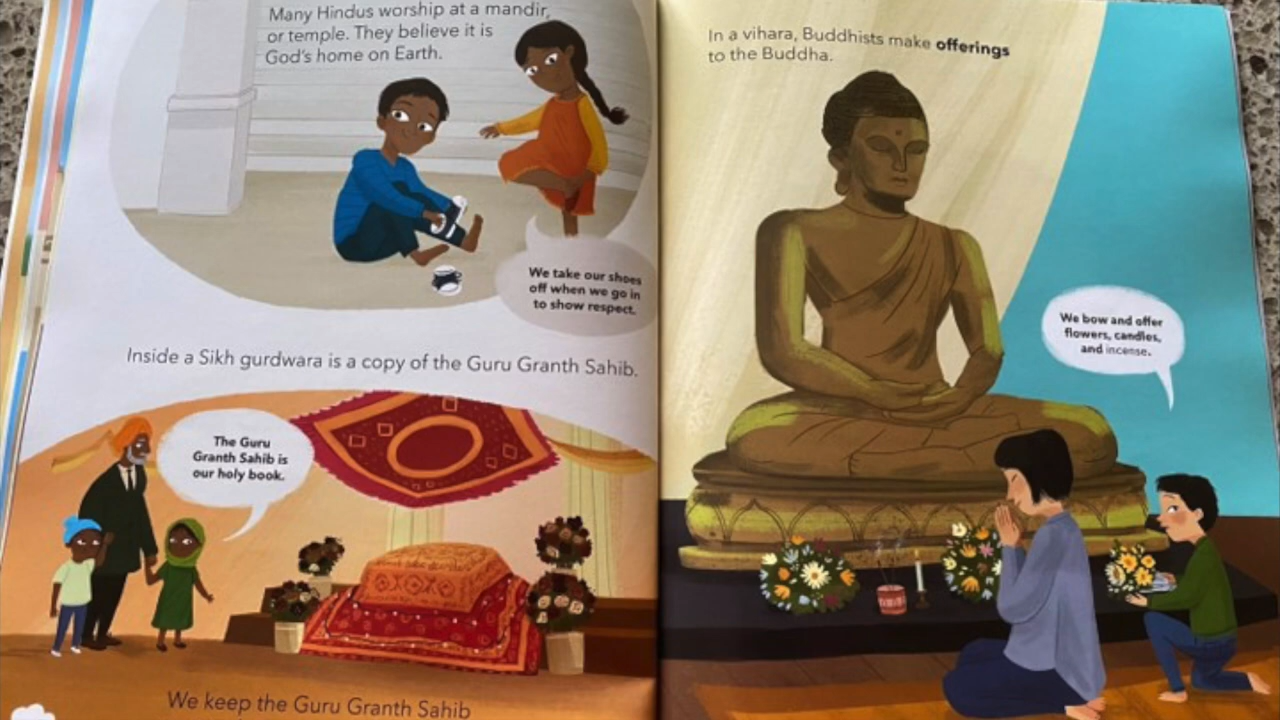 Many Hindus worship at a mandir,
or temple. They believe it is
God's home on Earth.
We take our shoes
off when we go in
to show respect.
Inside a Sikh gurdwara is a copy of the Guru Granth Sahib.
The Guru
Granth Sahib is
our holy book.
We keep the Guru Granth Sahib
In a vihara, Buddhists make offerings
to the Buddha.
We bow and offer
flowers, candles,
and incense.